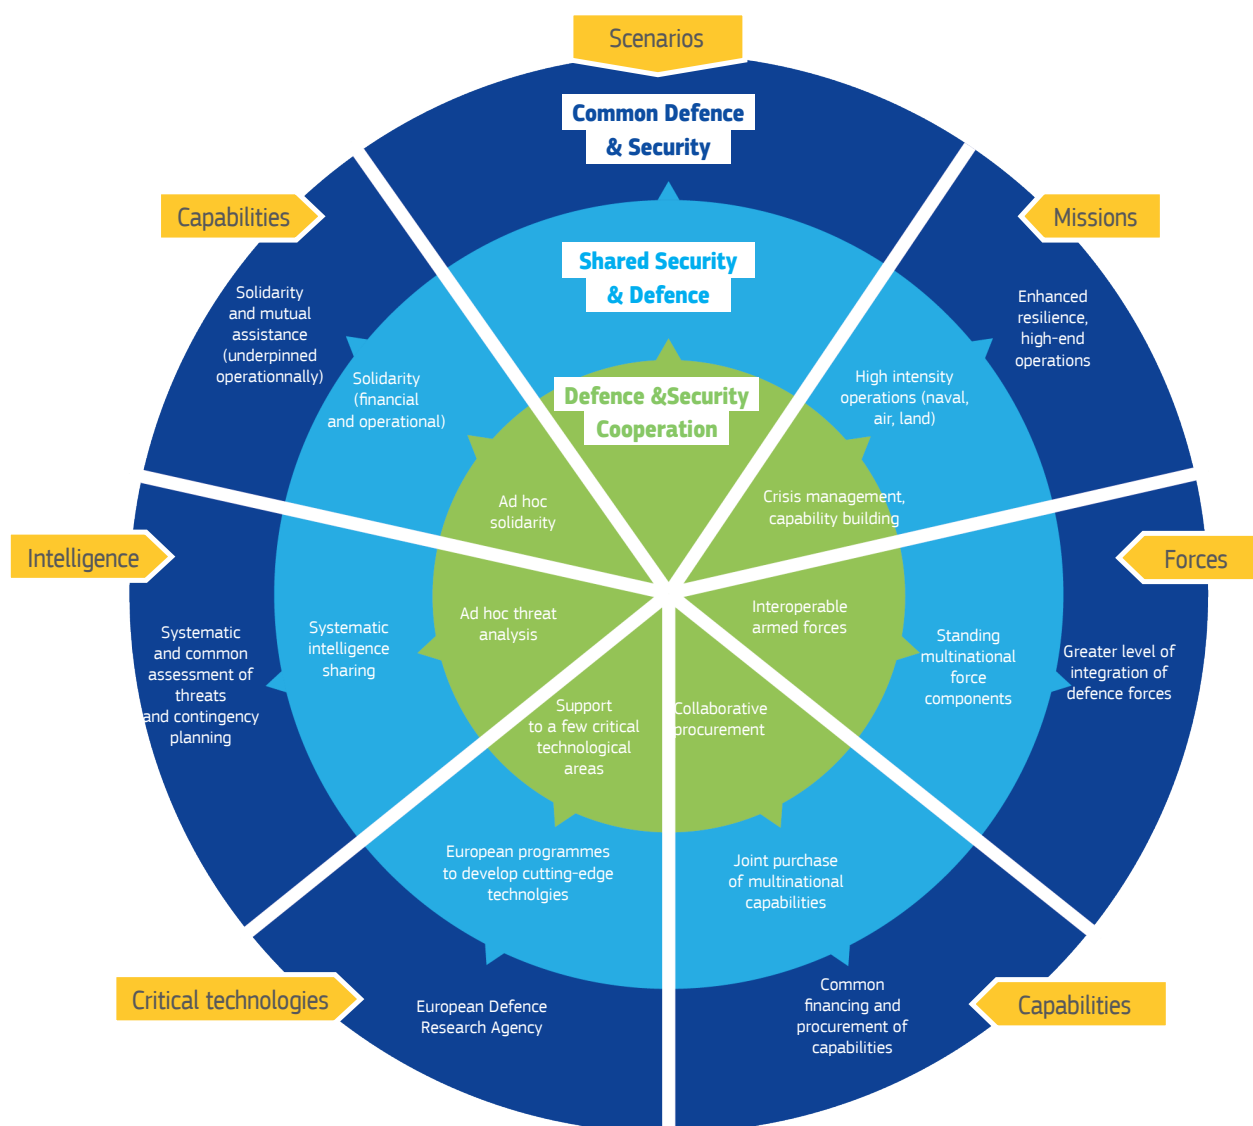 Scenarios
Common Defence
& Security
Shared Security
& Defence
Defence &Security
Cooperation
Missions
Enhanced
resilience,
high-end
operations
High intensity
operations (naval,
air, land)
Crisis management,
capability building
Forces
Interoperable
armed forces
Standing
multinational
force
components
Greater level of
integration of
defence forces
Capabilities
Collaborative
procurement
Joint purchase
of multinational
capabilities
Common
financing and
procurement of
capabilities
Critical technologies
Support
to a few critical
technological
areas
European programmes
to develop cutting-edge
technolgies
European Defence
Research Agency
Intelligence
Ad hoc threat
analysis
Systematic
intelligence
sharing
Systematic
and common
assessment of
threats
and contingency
planning
Capabilities
Ad hoc
solidarity
Solidarity
(financial
and operational)
Solidarity
and mutual
assistance
(underpinned
operationnally)